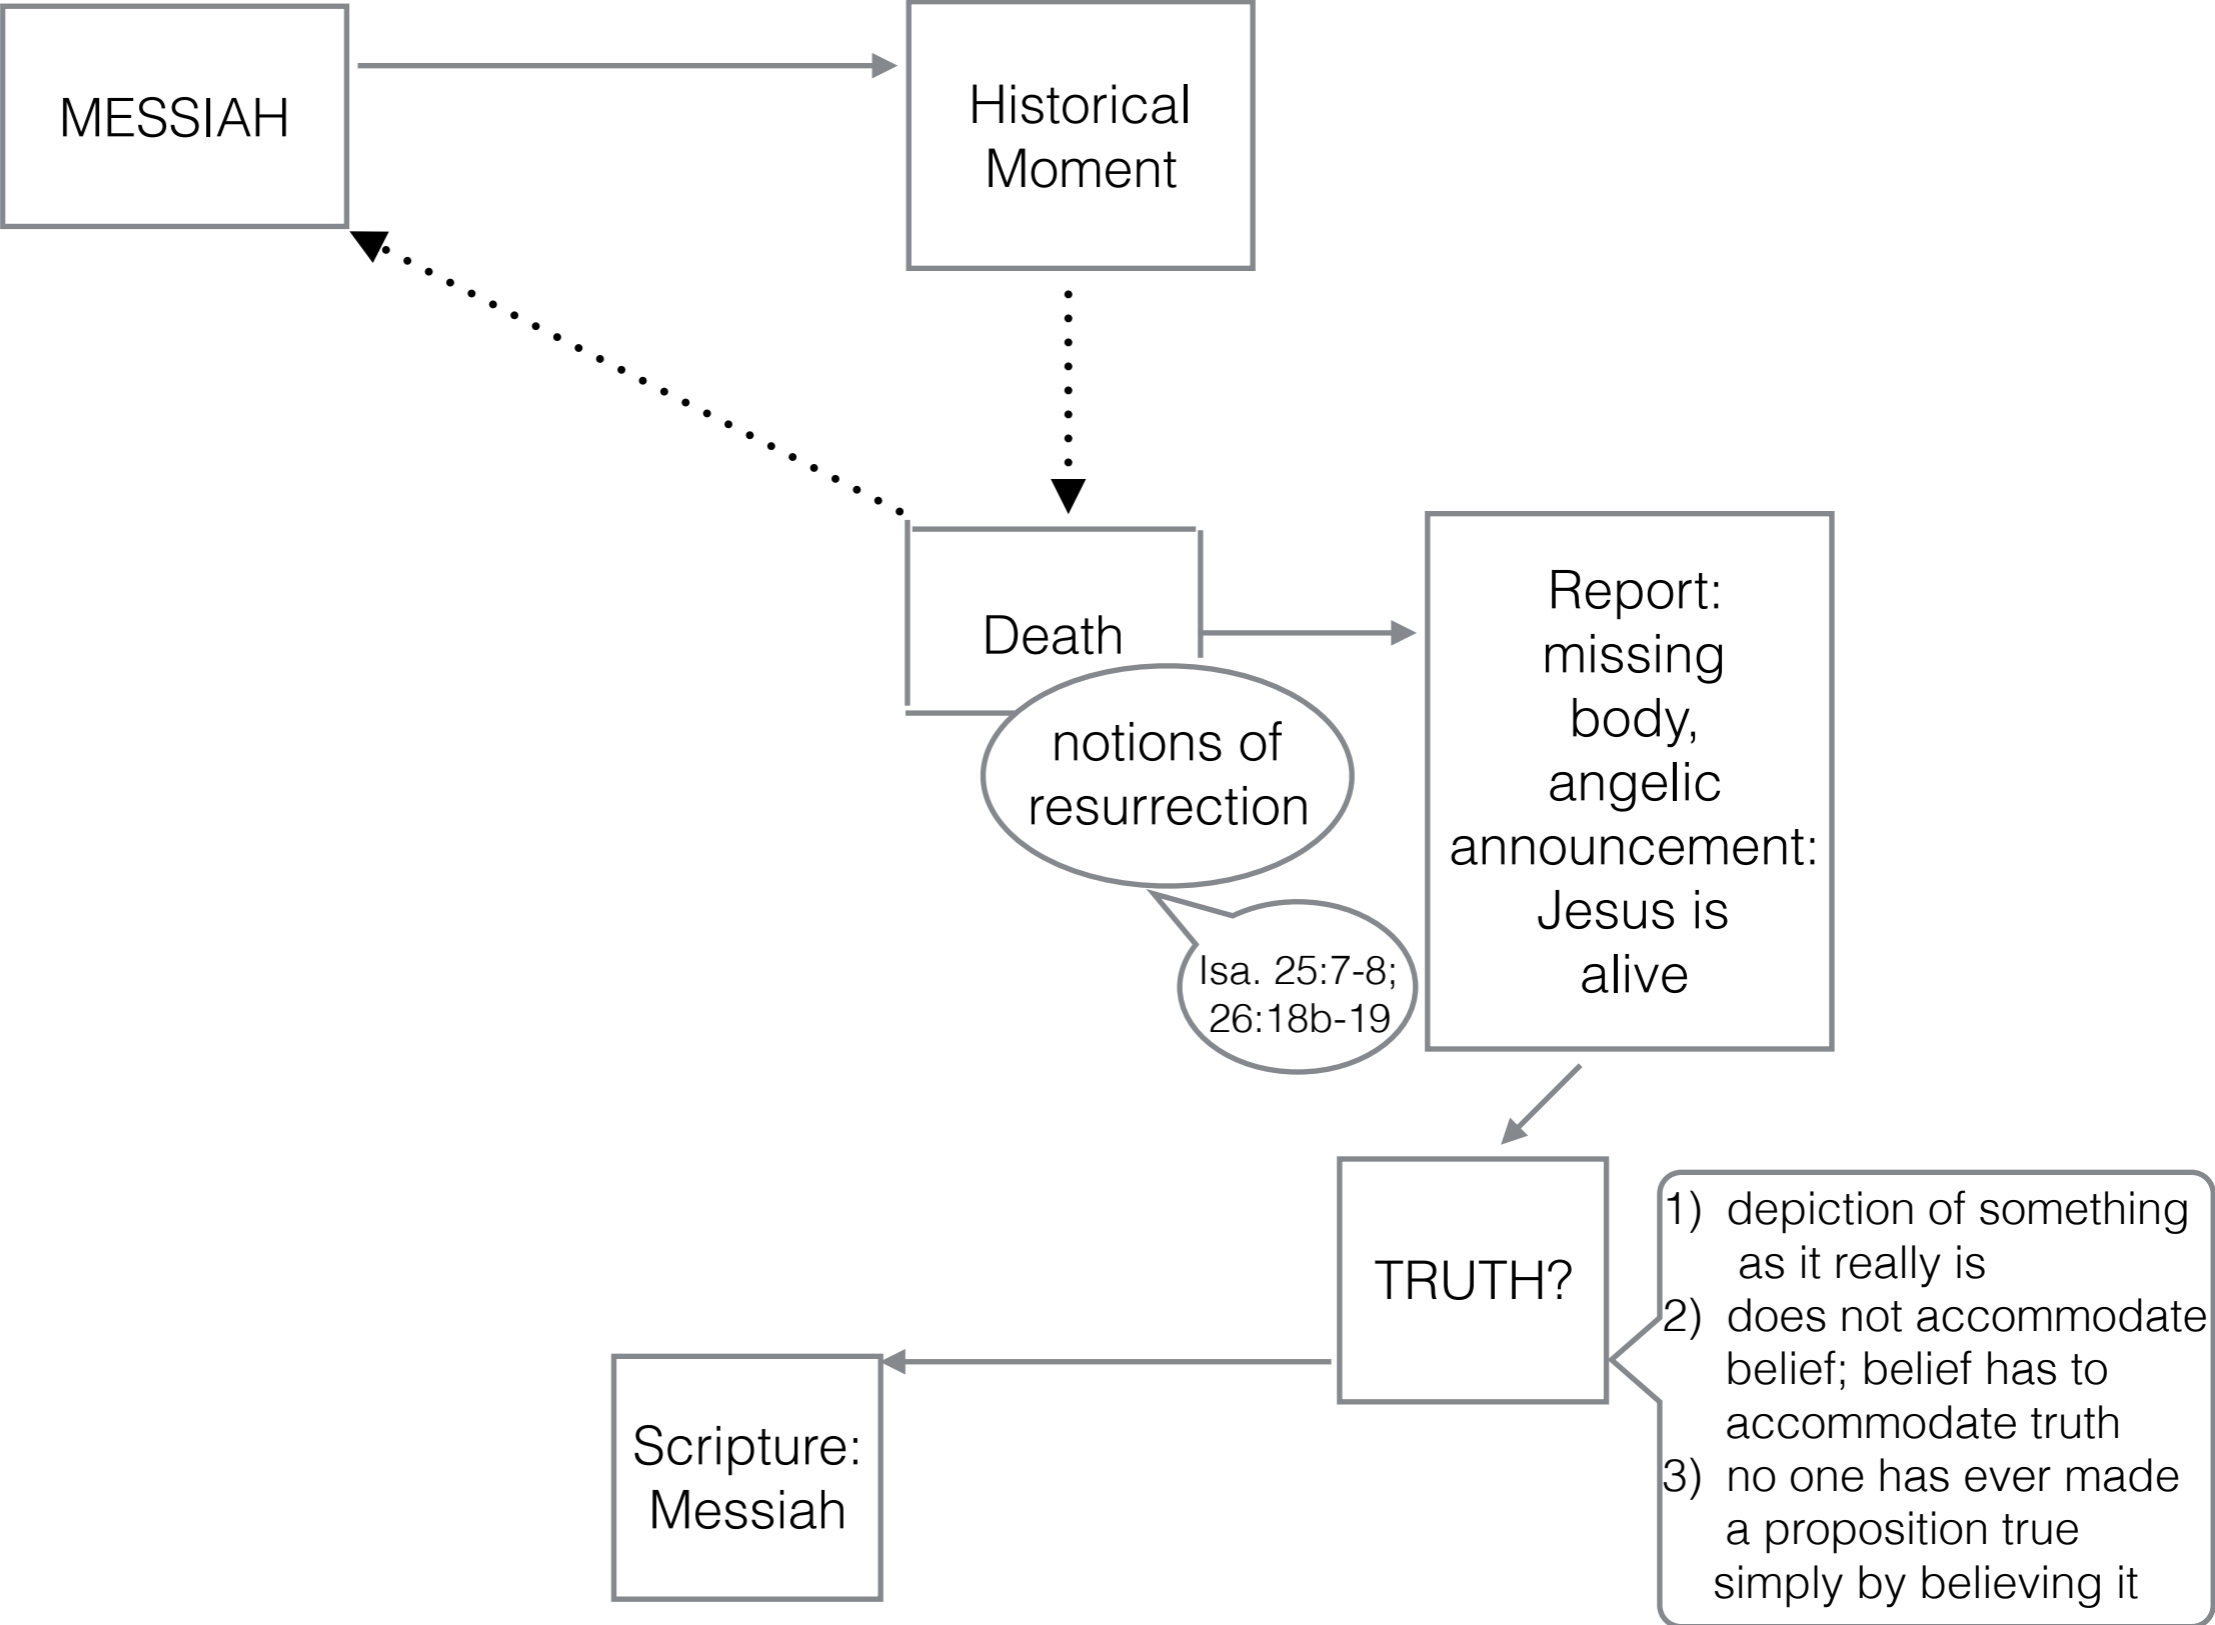 MESSIAH
Historical
Moment
Death
notions of
resurrection
Isa. 25:7-8;
26:18b-19
Report:
missing
body,
angelic
announcement:
Jesus is
alive
TRUTH?
1) depiction of something
as it really is
2) does not accommodate
belief; belief has to
accommodate truth
3) no one has ever made
a proposition true
simply by believing it
Scripture:
Messiah